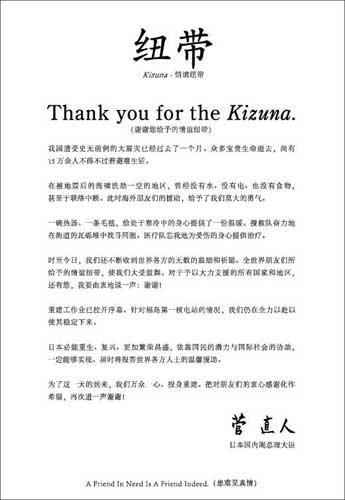 纽带
Kizuna - 情谊纽带
Thank you for the Kizuna.
(谢谢您给予的情谊纽带)
我国遭受史无前例的大震灾已经过去了一个月。众多宝贵生命逝去，尚有
15 万余人不得不过着避难生活。
在被地震后的海啸洗劫一空的地区，曾经没有水、没有电、也没有食物，
甚至于联络中断。此时海外朋友们的援助，给予了我们莫大的勇气。
一碗热汤、一条毛毯，给处于寒冷中的身心提供了一份温暖。搜救队奋力地
在街道的瓦砾堆中找寻同胞。医疗队忘我地为受伤的身心提供治疗。
时至今日，我们还不断收到世界各方的无数的鼓励和祈愿。全世界朋友们所
给予的情谊纽带，使我们大受鼓舞。对于予以大力支援的所有国家和地区，
还有您，我要由衷地说一声：谢谢！
重建工作业已拉开序幕。针对福岛第一核电站的情况，我们仍在全力以赴以
使其稳定下来。
日本必能重生、复兴、更加繁荣昌盛，依靠国民的潜力与国际社会的协助，
一定能够实现。届时将报答世界各方人士的温馨援助。
为了这一天的到来，我们万众一心、投身重建。把对朋友们的衷心感谢化作
希望，再次道一声谢谢！
菅 直人
日本国内阁总理大臣
A Friend In Need Is A Friend Indeed. (患难见真情)